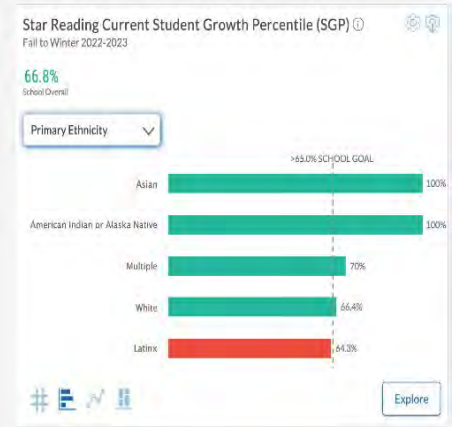 Star Reading Current Student Growth Percentile (SGP)
Fall to Winter 2022-2023
66.8%
School Overall
Primary Ethnicity
>65.0% SCHOOL GOAL
Asian 100%
American Indian or Alaska Native 100%
Multiple 70%
White 66.4%
Latinx 64.3%
Explore